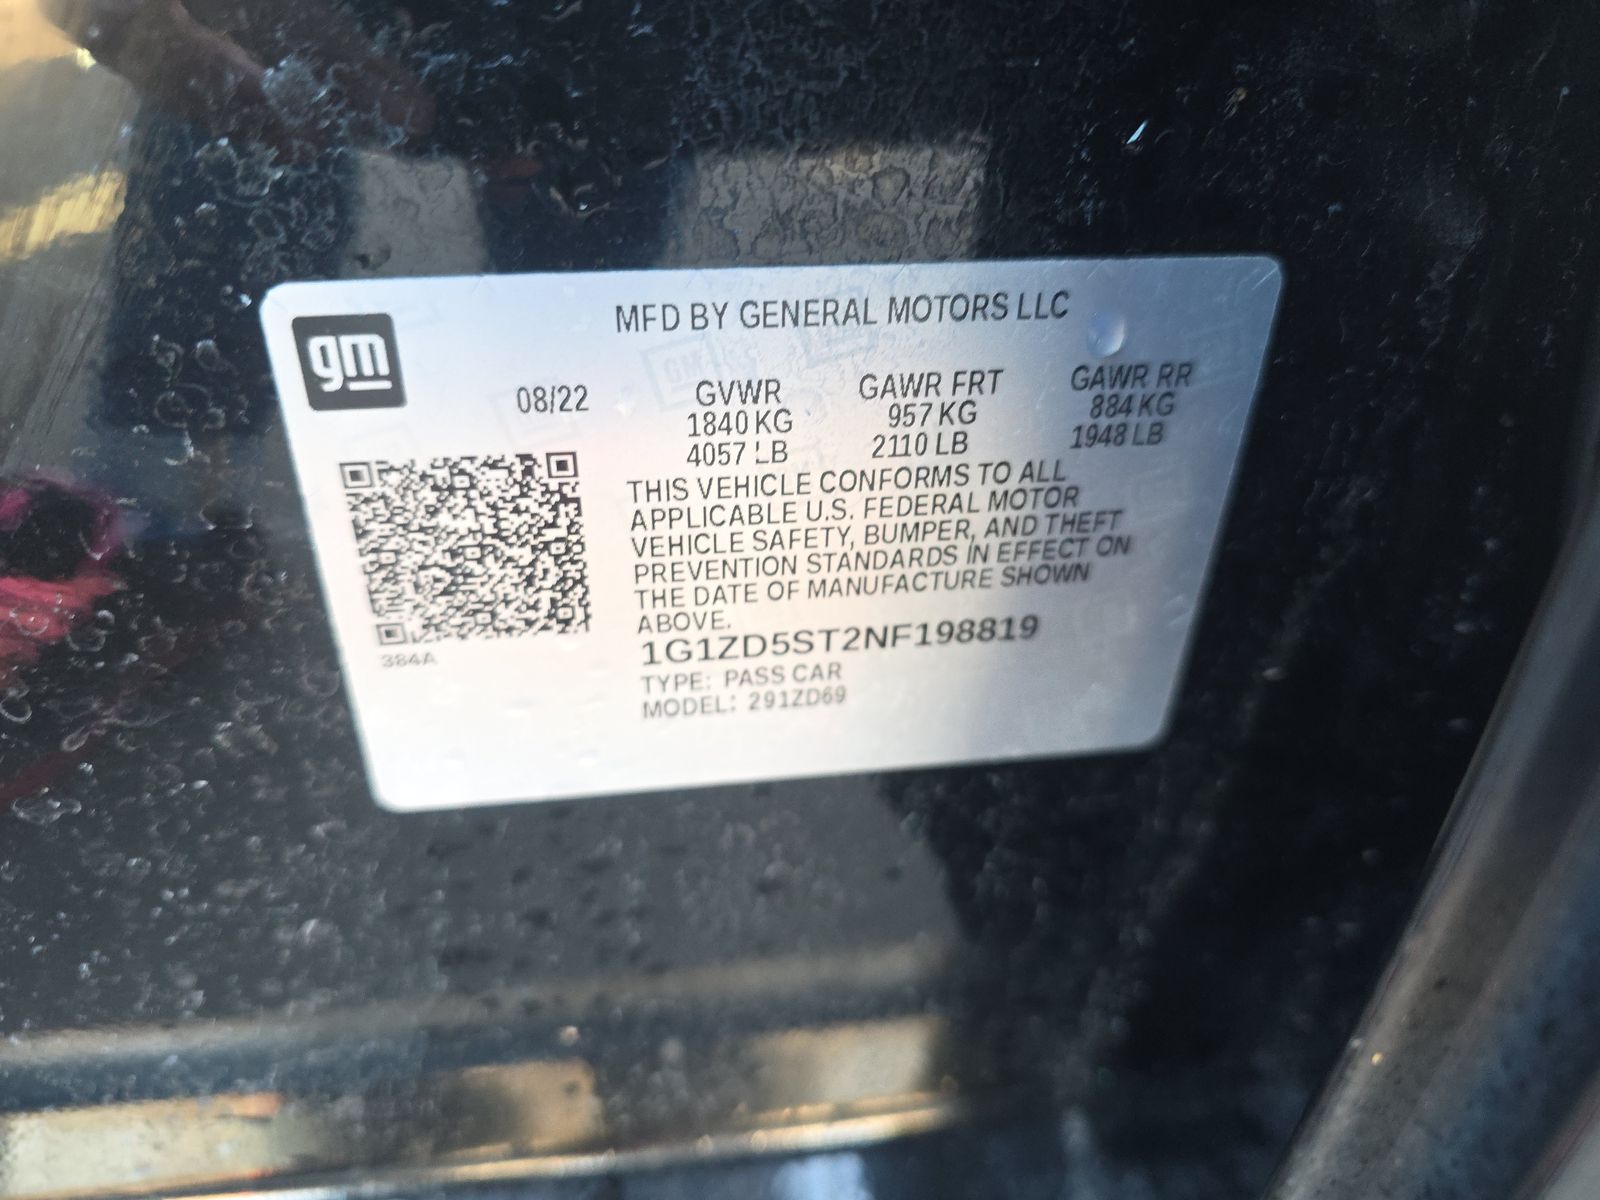 gm
MFD BY GENERAL MOTORS LLC
08/22
GVWR
1840 KG
4057 LB
GAWR FRT
957 KG
2110 LB
GAWR RR
884 KG
1948 LB
THIS VEHICLE CONFORMS TO ALL
APPLICABLE U.S. FEDERAL MOTOR
VEHICLE SAFETY, BUMPER, AND THEFT
PREVENTION STANDARDS IN EFFECT ON
THE DATE OF MANUFACTURE SHOWN
ABOVE.
1G1ZD5ST2NF198819
TYPE: PASS CAR
MODEL: 291ZD69
384A